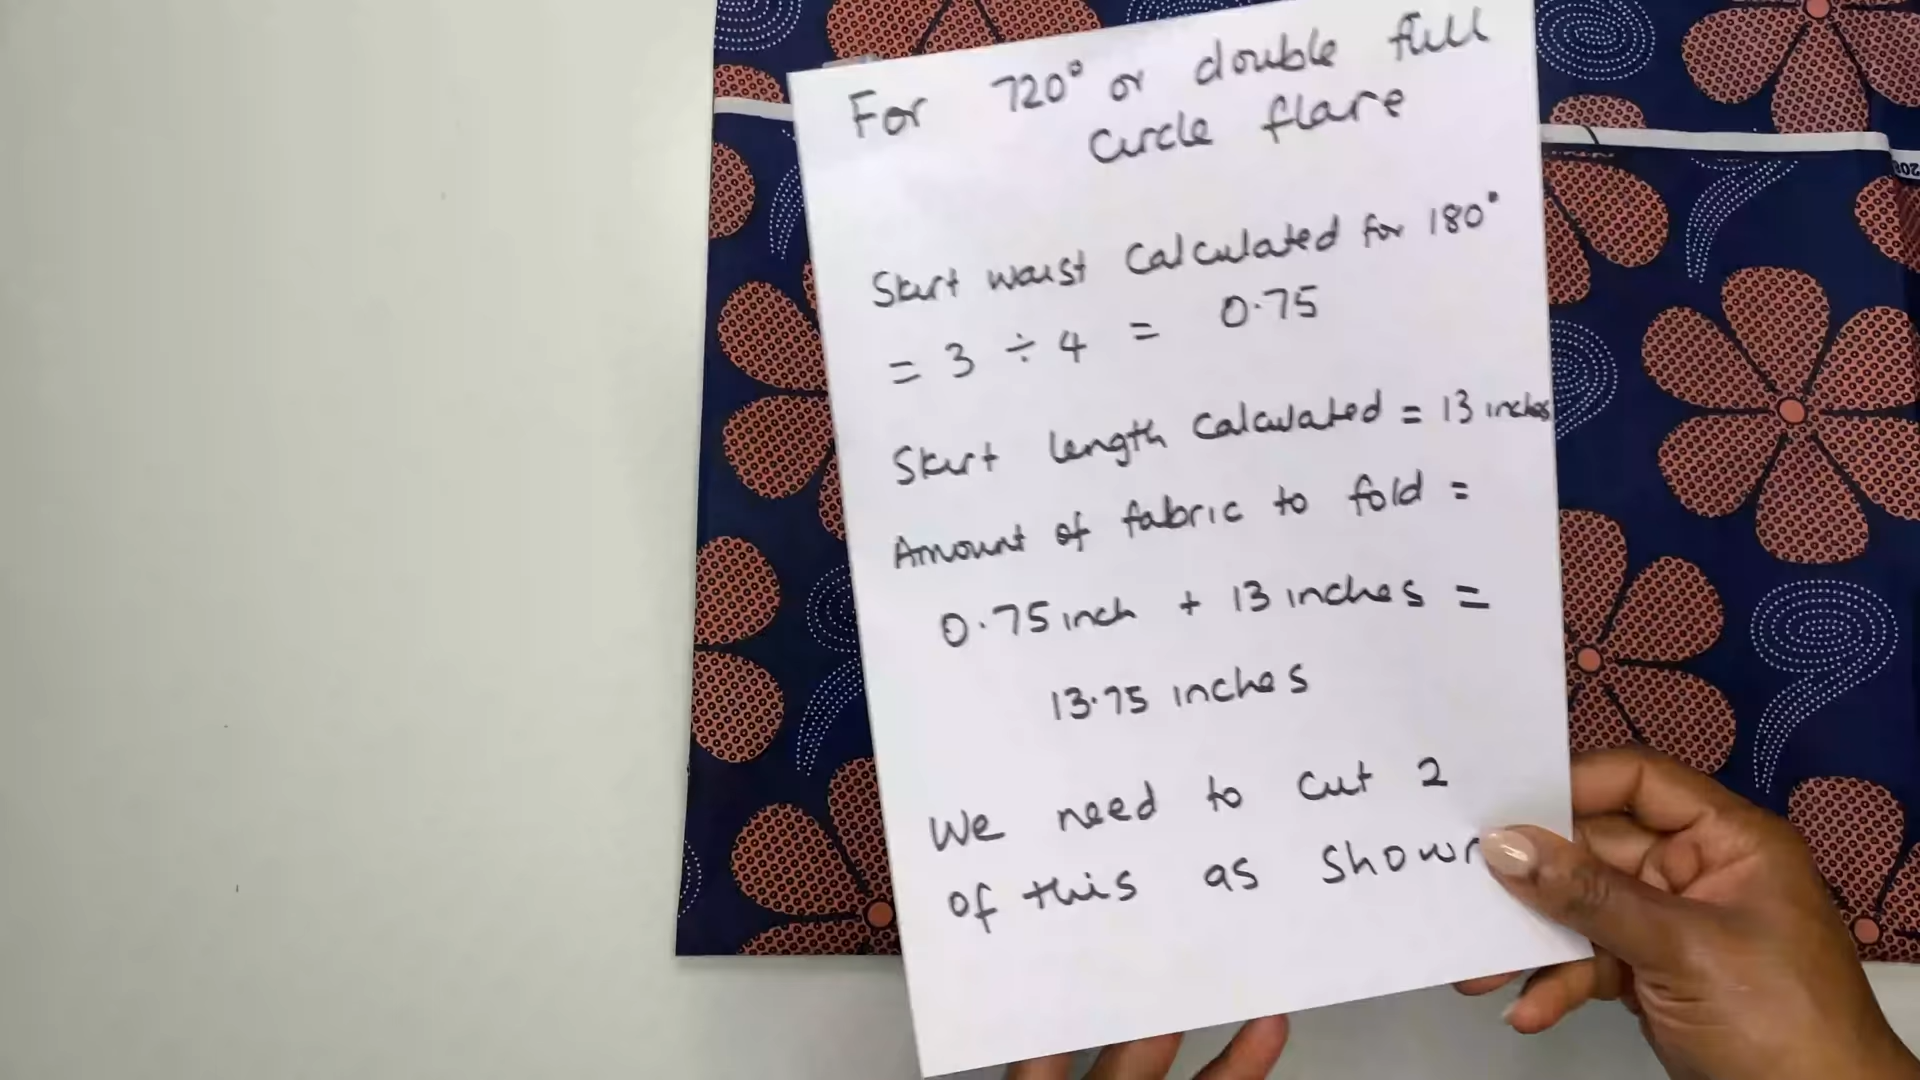 For 720° or double full
circle flare
Skirt waist calculated for 180°
= 3 ÷ 4 = 0.75
Skirt length calculated = 13 inches
Amount of fabric to fold =
0.75 inch + 13 inches =
13.75 inches
We need to cut 2
of this as shown